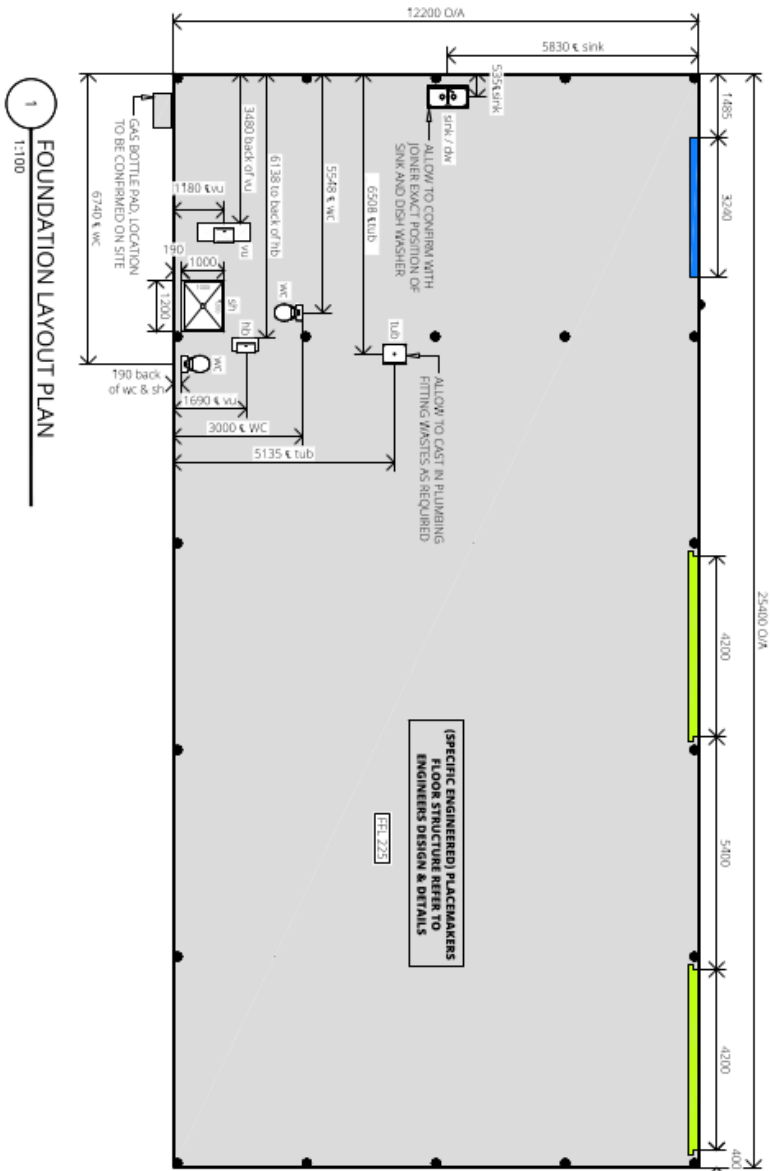 12200 O/A
5830 ℄ sink
535 ℄ sink
1485
3240
sink / dw
ALLOW TO CONFIRM WITH
JOINER EXACT POSITION OF
SINK AND DISH WASHER
6508 ℄ tub
5548 ℄ wc
6138 to back of hb
3480 back of vu
1180 ℄ vu
vu
190
1000
1200
sh
wc
hb
wc
tub
GAS BOTTLE PAD, LOCATION
TO BE CONFIRMED ON SITE
6740 ℄ wc
190 back
of wc & sh
1690 ℄ vu
3000 ℄ WC
5135 ℄ tub
ALLOW TO CAST IN PLUMBING
FITTING WASTES AS REQUIRED
25400 O/A
4200
5400
4200
400
(SPECIFIC ENGINEERED) PLACEMAKERS
FLOOR STRUCTURE REFER TO
ENGINEERS DESIGN & DETAILS
FFL 225
1
FOUNDATION LAYOUT PLAN
1:100